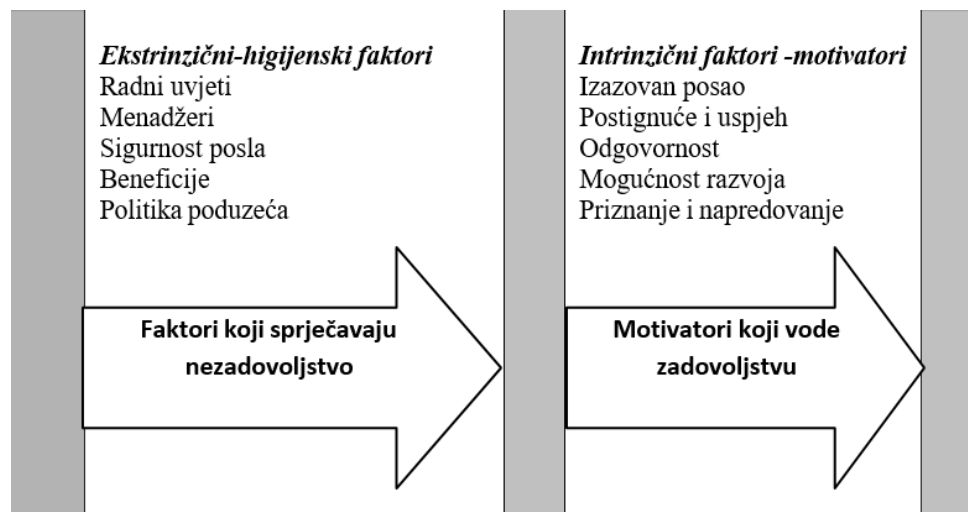 Ekstrinzični-higijenski faktori
Radni uvjeti
Menadžeri
Sigurnost posla
Beneficije
Politika poduzeća
Faktori koji sprječavaju
nezadovoljstvo
Intrinzični faktori -motivatori
Izazovan posao
Postignuće i uspjeh
Odgovornost
Mogućnost razvoja
Priznanje i napredovanje
Motivatori koji vode
zadovoljstvu